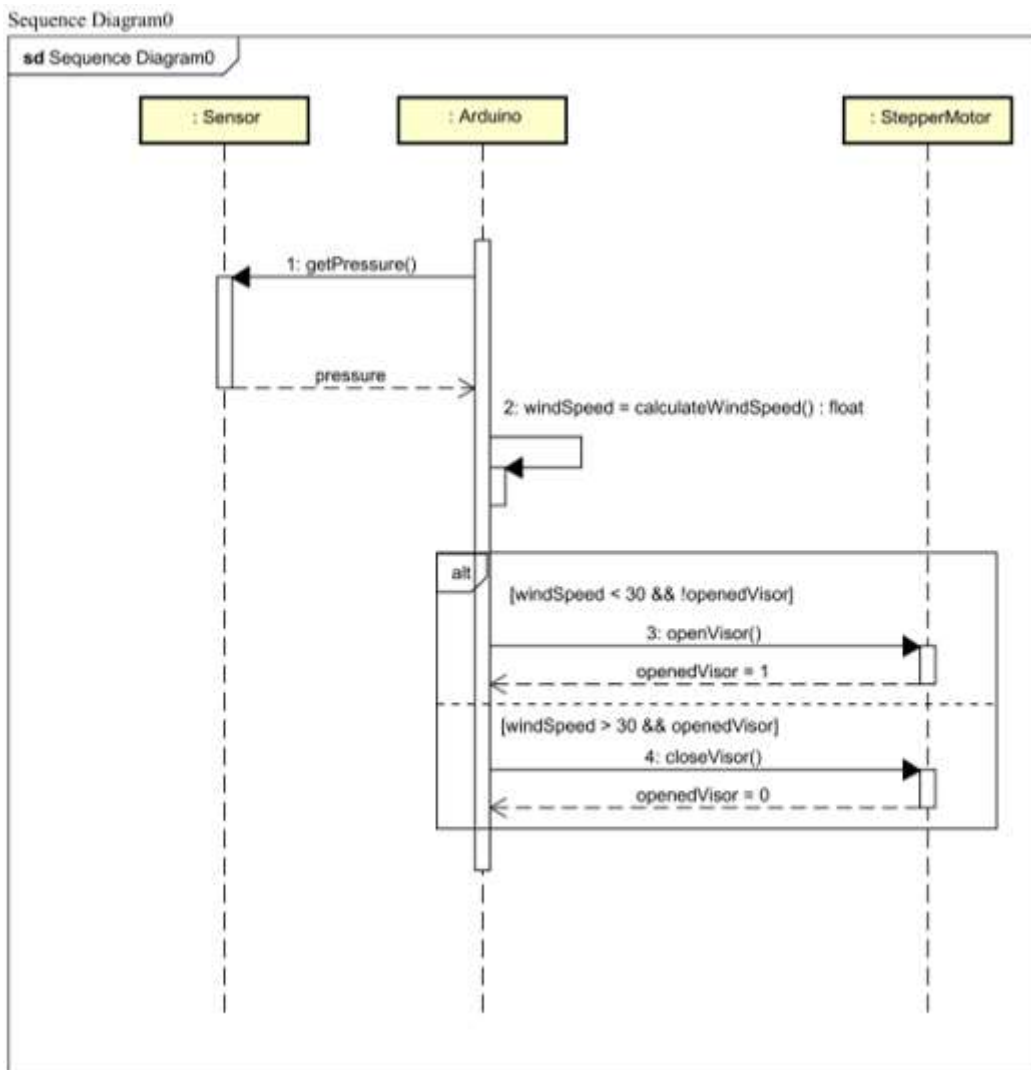 Sequence Diagram0
sd Sequence Diagram0
: Sensor
: Arduino
: StepperMotor
1: getPressure()
pressure
2: windSpeed = calculateWindSpeed() : float
alt
[windSpeed < 30 && !openedVisor]
3: openVisor()
openedVisor = 1
[windSpeed > 30 && openedVisor]
4: closeVisor()
openedVisor = 0